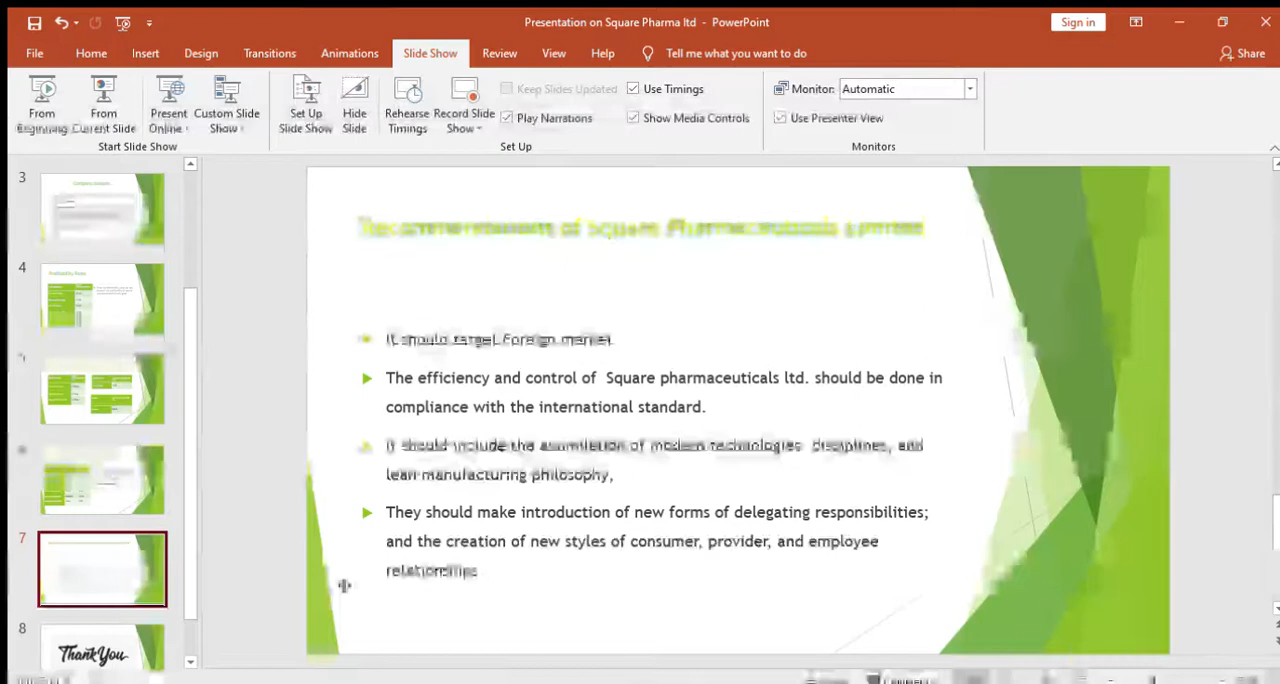 Presentation on Square Pharma ltd - PowerPoint
Sign in
File Home Insert Design Transitions Animations Slide Show Review View Help Tell me what you want to do Share
From Beginning
From Current Slide
Present Online
Custom Slide Show
Set Up Slide Show
Hide Slide
Rehearse Timings
Record Slide Show
Keep Slides Updated
Use Timings
Play Narrations
Show Media Controls
Monitor: Automatic
Use Presenter View
Start Slide Show
Set Up
Monitors
3
4
7
8
Thank You
Recommendations of Square Pharmaceuticals Limited
It should target Foreign market.
The efficiency and control of Square pharmaceuticals ltd. should be done in
compliance with the international standard.
It should include the assimilation of modern technologies disciplines, and
lean manufacturing philosophy,
They should make introduction of new forms of delegating responsibilities;
and the creation of new styles of consumer, provider, and employee
relationships